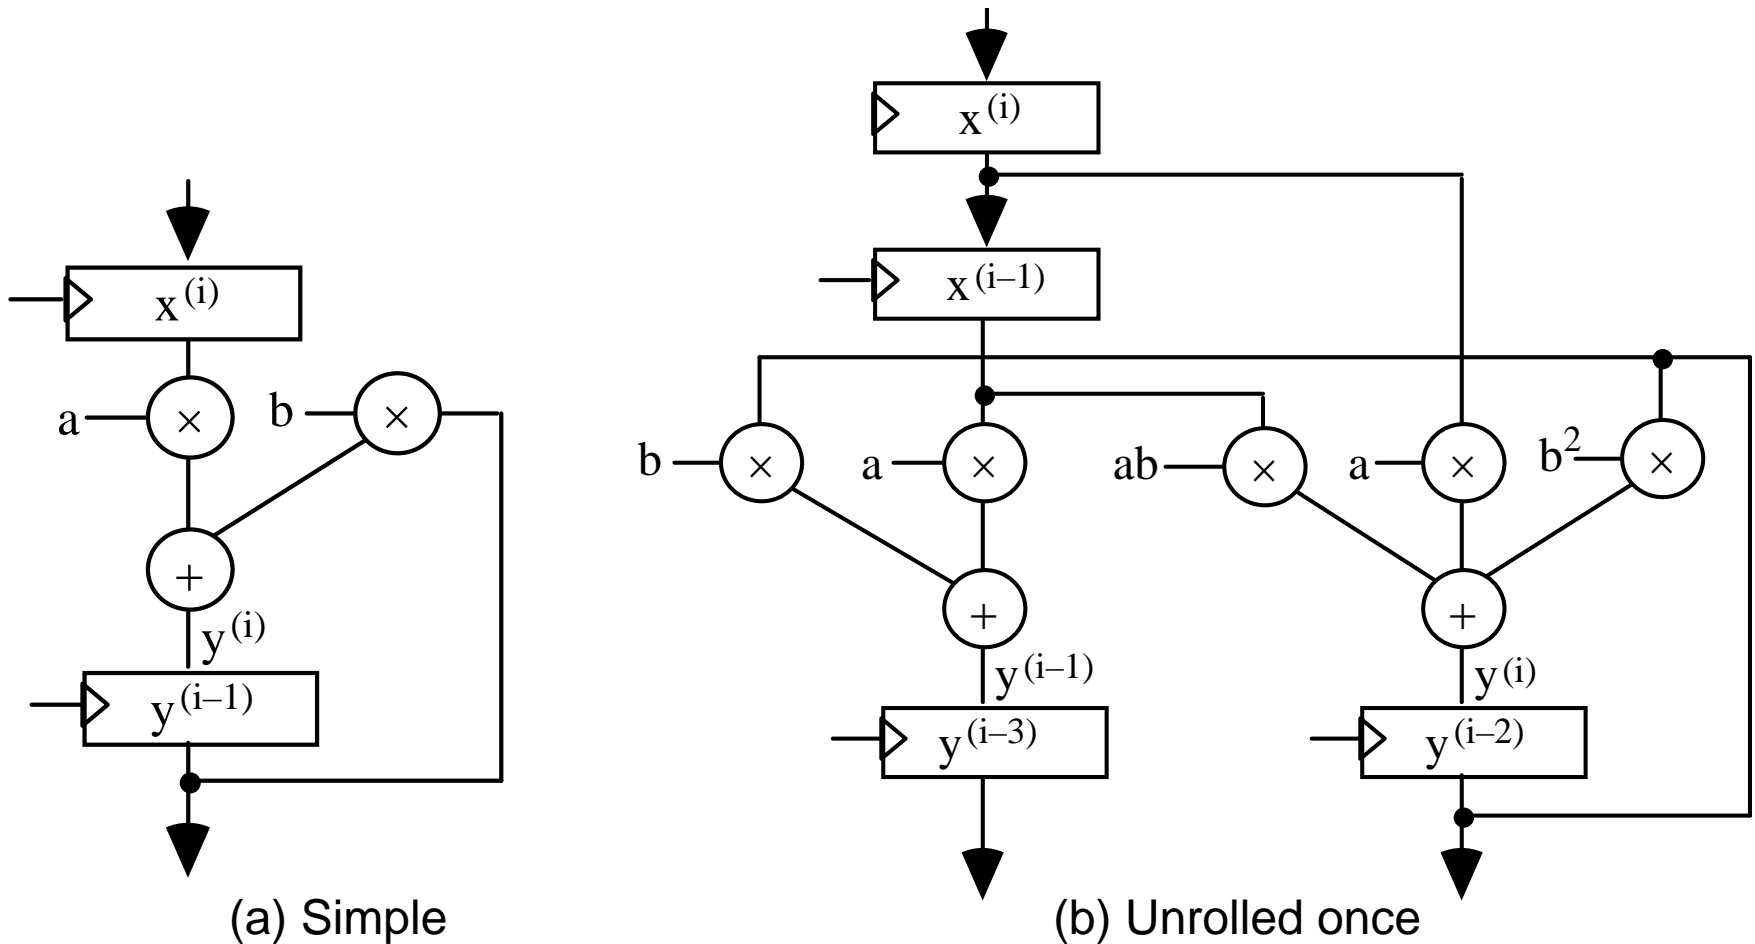 x(i)
a × b ×
+
y(i)
y(i–1)
(a) Simple
x(i)
x(i–1)
b × a × ab × a × b2 ×
+ +
y(i–1) y(i)
y(i–3) y(i–2)
(b) Unrolled once